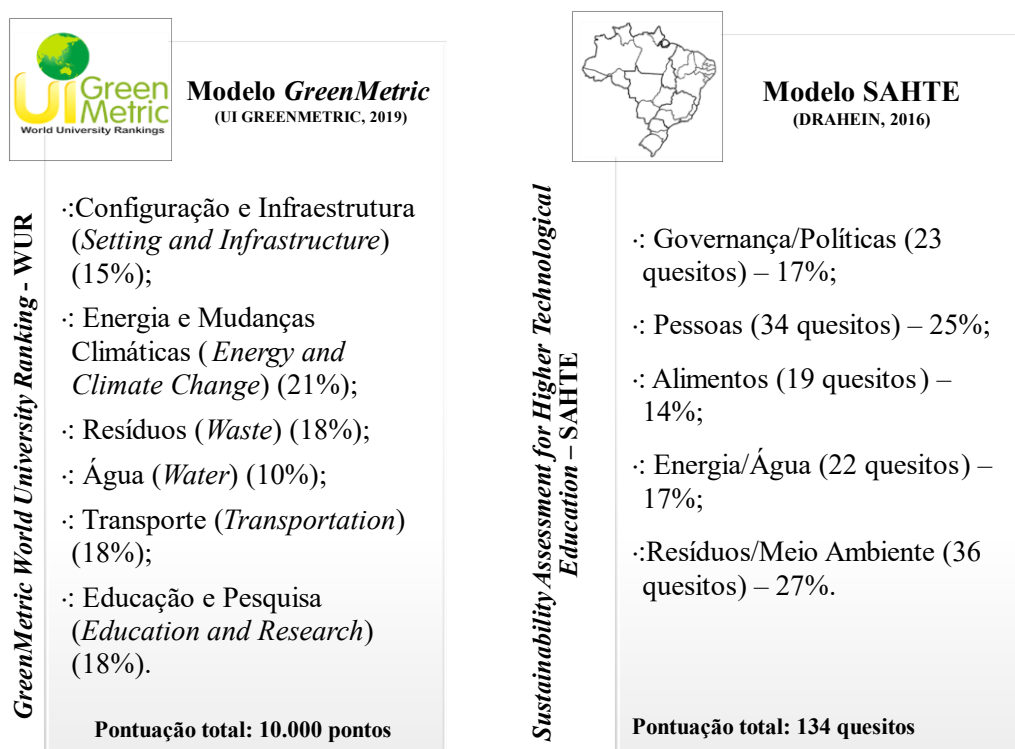 UI Green
Metric
World University Rankings
Modelo GreenMetric
(UI GREENMETRIC, 2019)
GreenMetric World University Ranking - WUR
·:Configuração e Infraestrutura
(Setting and Infrastructure)
(15%);
·: Energia e Mudanças
Climáticas ( Energy and
Climate Change) (21%);
·: Resíduos (Waste) (18%);
·: Água (Water) (10%);
·: Transporte (Transportation)
(18%);
·: Educação e Pesquisa
(Education and Research)
(18%).
Pontuação total: 10.000 pontos
Modelo SAHTE
(DRAHEIN, 2016)
Sustainability Assessment for Higher Technological
Education – SAHTE
·: Governança/Políticas (23
quesitos) – 17%;
·: Pessoas (34 quesitos) – 25%;
·: Alimentos (19 quesitos) –
14%;
·: Energia/Água (22 quesitos) –
17%;
·:Resíduos/Meio Ambiente (36
quesitos) – 27%.
Pontuação total: 134 quesitos